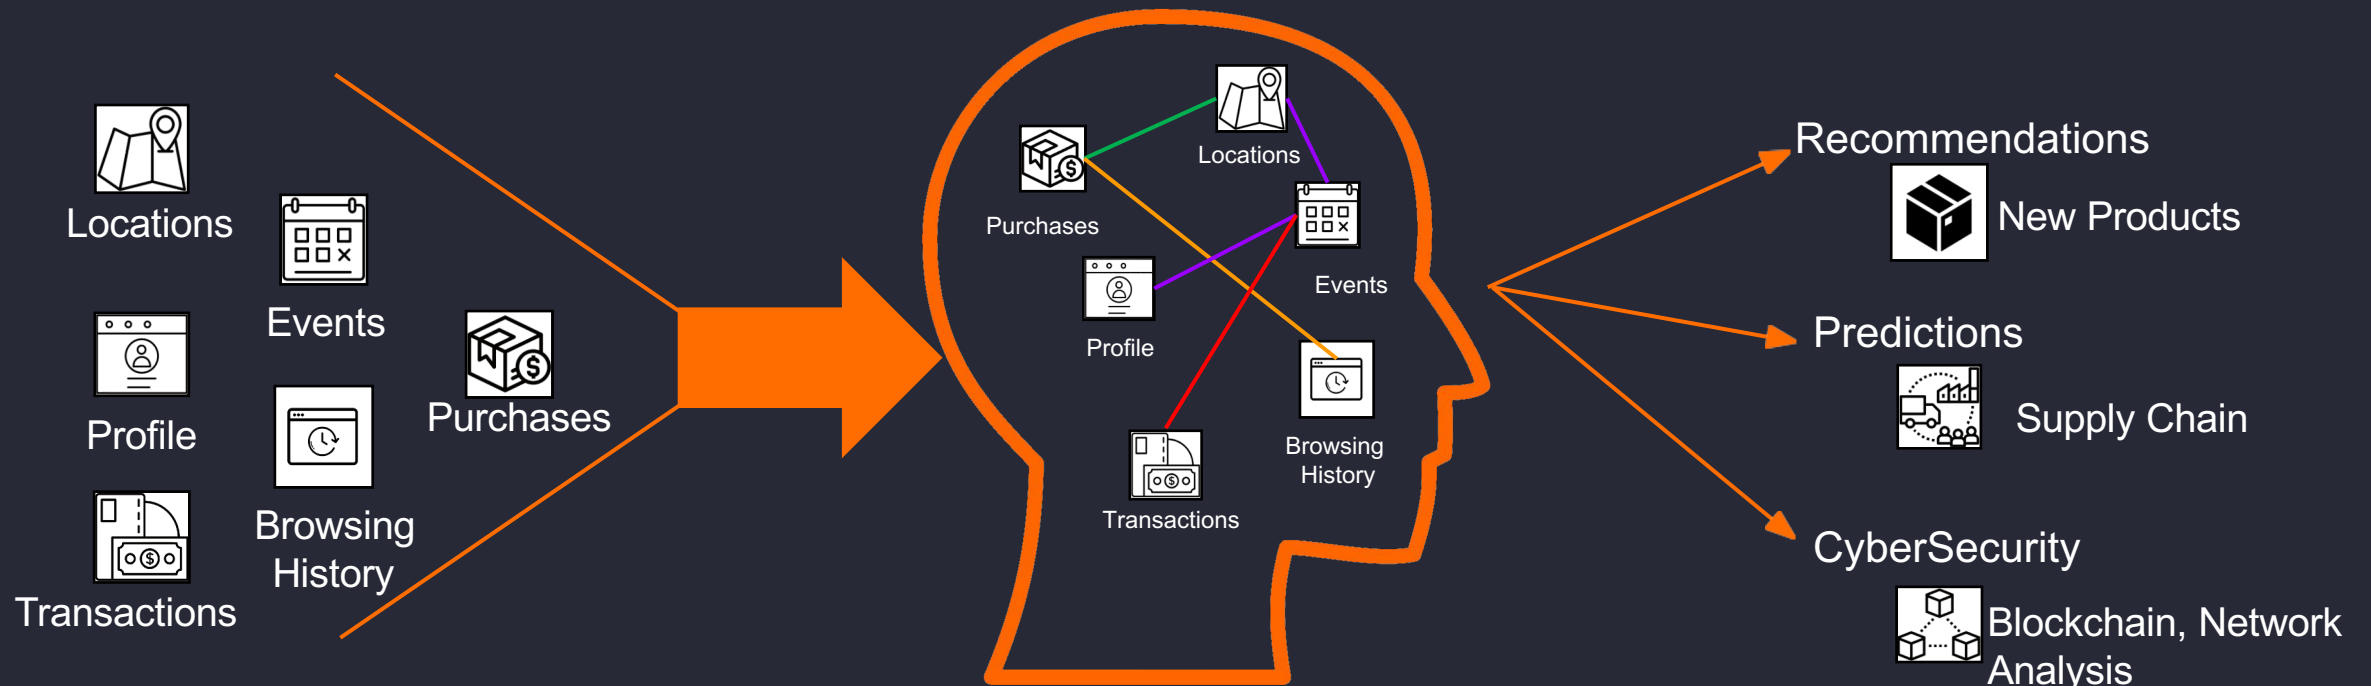 Locations
Events
Profile
Purchases
Browsing
History
Transactions
Locations
Purchases
Events
Profile
Browsing
History
Transactions
Recommendations
New Products
Predictions
Supply Chain
CyberSecurity
Blockchain, Network
Analysis